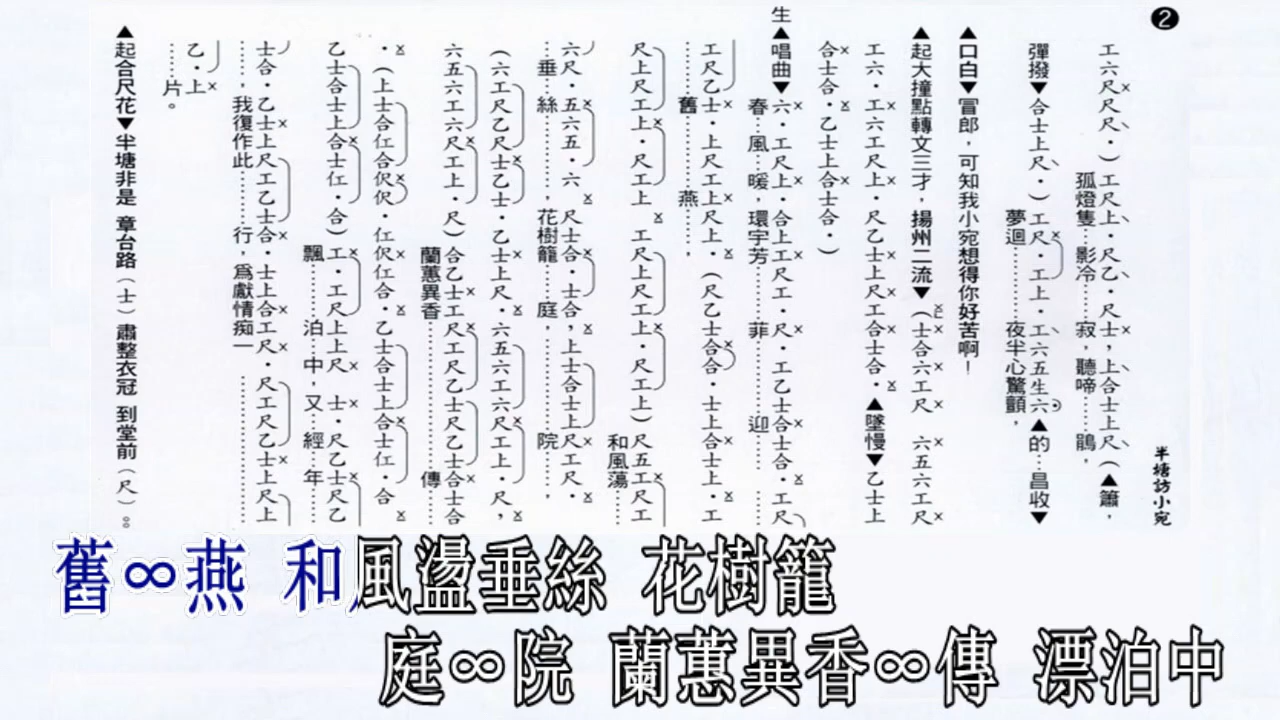 ❷
半塘訪小宛
工六尺尺尺．）工尺上．尺乙．尺士，上合士上尺（▲簫，
孤燈隻…影冷……寂，聽啼……鵑，
彈撥▼合士上尺．）工尺．工上．工六五生六▲的…昌收▼
夢迴…………夜半心驚顫，
▲口白▼冒郎，可知我小宛想得你好苦啊！
▲起大撞點轉文三才，揚州二流▼（士合六工尺 六五六工尺
工六．工六工尺上．尺乙士上尺工合士合．▲墜慢▼乙士上
合士合．乙士上合士合．）
生▲唱曲▼六．工尺上．合上工尺工．尺．工乙士合士合．工尺
春…風…暖，環宇芳……菲……迎……
工尺乙士．上尺工上尺上．（尺乙士合合．士上合士上．工
舊………燕…
尺上尺工上．尺工上 工尺上尺工上．尺工上）尺五工尺工
和風蕩…
六尺．五六五．六 尺士合．士合，上士合士上尺工尺．
垂…絲………，花樹籠…庭………院……，
（六工尺乙尺士乙士．乙士上尺．六五六工六尺工上．尺，
六五六工六尺工上．尺）合乙士工尺工尺乙士尺乙士合士合
蘭蕙異香…………傳…
．（上士合仜合伬伬．仜伬仜合．乙士合士上合士仜．合
乙士合士上合士仜．合）工．工尺上上尺 士．尺乙士尺乙
飄……泊…中，又…經…年…
士合．乙士上尺工乙士合．士上合工尺．尺工尺乙士上尺上
……，我復作此……行，爲獻情痴一…………
乙．上
……片。
▲起合尺花▼半塘非是 章台路（士）肅整衣冠 到堂前（尺）。
舊∞燕 和風盪垂絲 花樹籠
庭∞院 蘭蕙異香∞傳 漂泊中